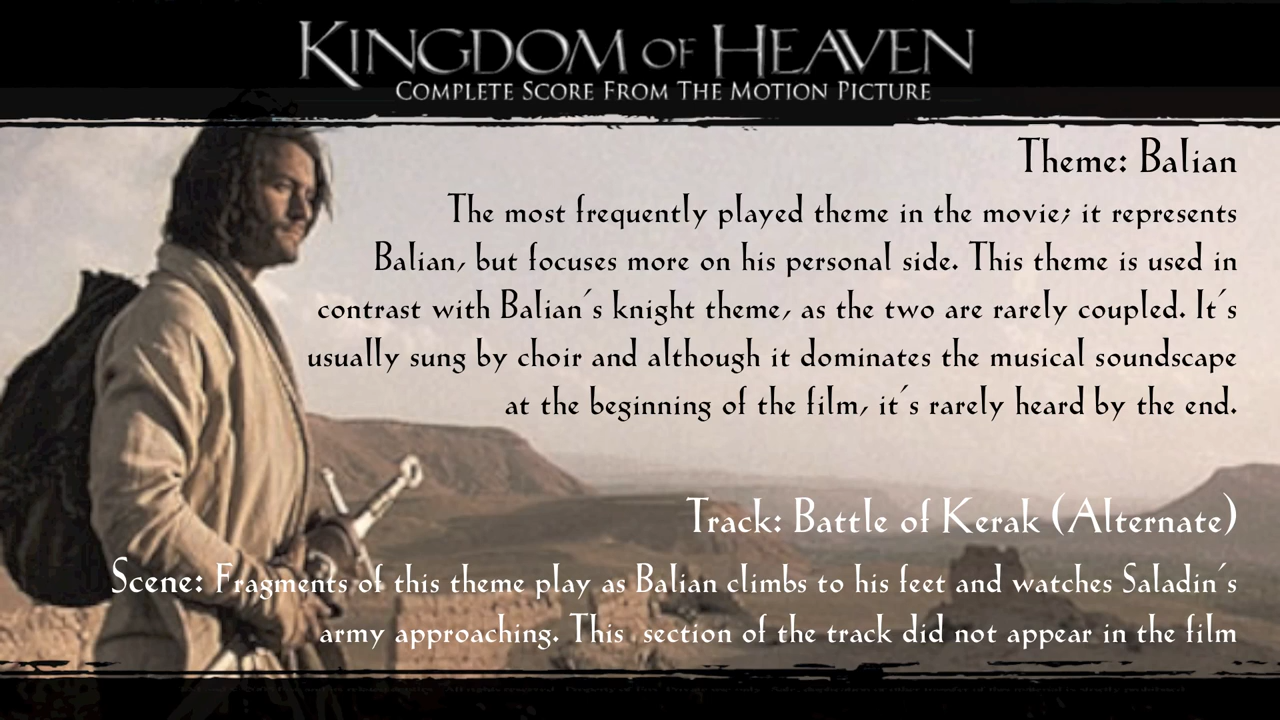 KINGDOM OF HEAVEN
COMPLETE SCORE FROM THE MOTION PICTURE
Theme: Balian
The most frequently played theme in the movie; it represents
Balian, but focuses more on his personal side. This theme is used in
contrast with Balian´s knight theme, as the two are rarely coupled. It´s
usually sung by choir and although it dominates the musical soundscape
at the beginning of the film, it´s rarely heard by the end.
Track: Battle of Kerak (Alternate)
Scene: Fragments of this theme play as Balian climbs to his feet and watches Saladin´s
army approaching. This section of the track did not appear in the film